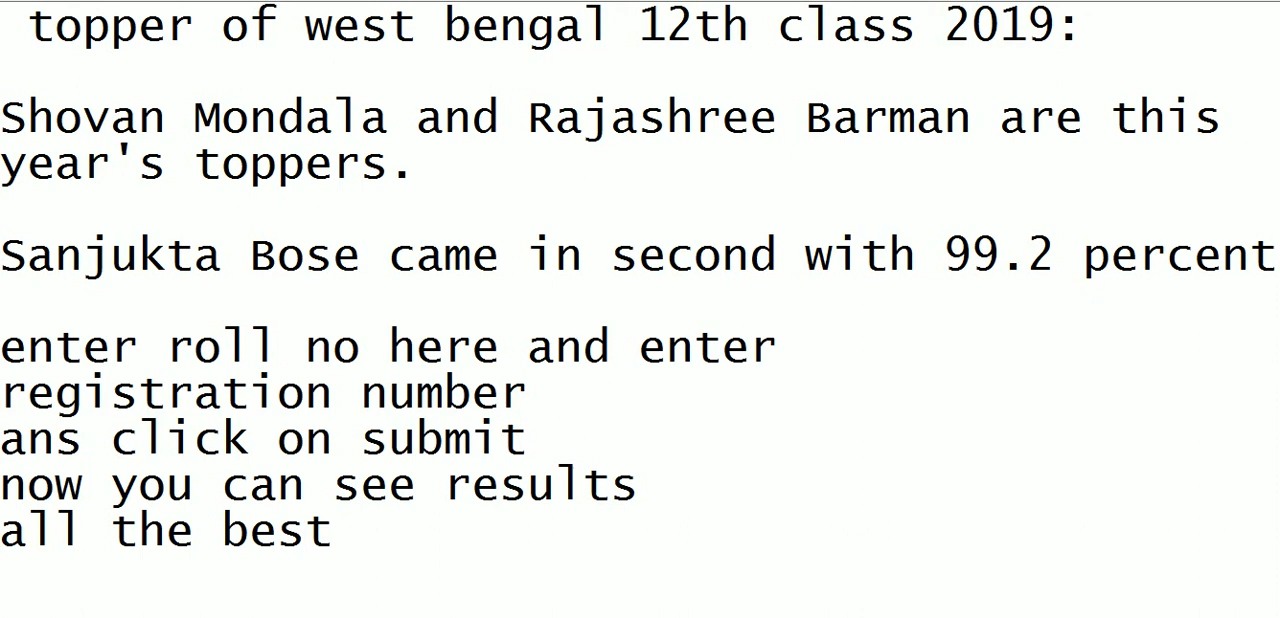 topper of west bengal 12th class 2019:
Shovan Mondala and Rajashree Barman are this
year's toppers.
Sanjukta Bose came in second with 99.2 percent
enter roll no here and enter
registration number
ans click on submit
now you can see results
all the best